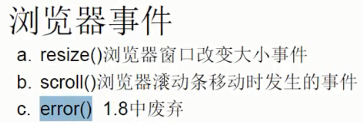 浏览器事件
a. resize()浏览器窗口改变大小事件
b. scroll()浏览器滚动条移动时发生的事件
c. error() 1.8中废弃